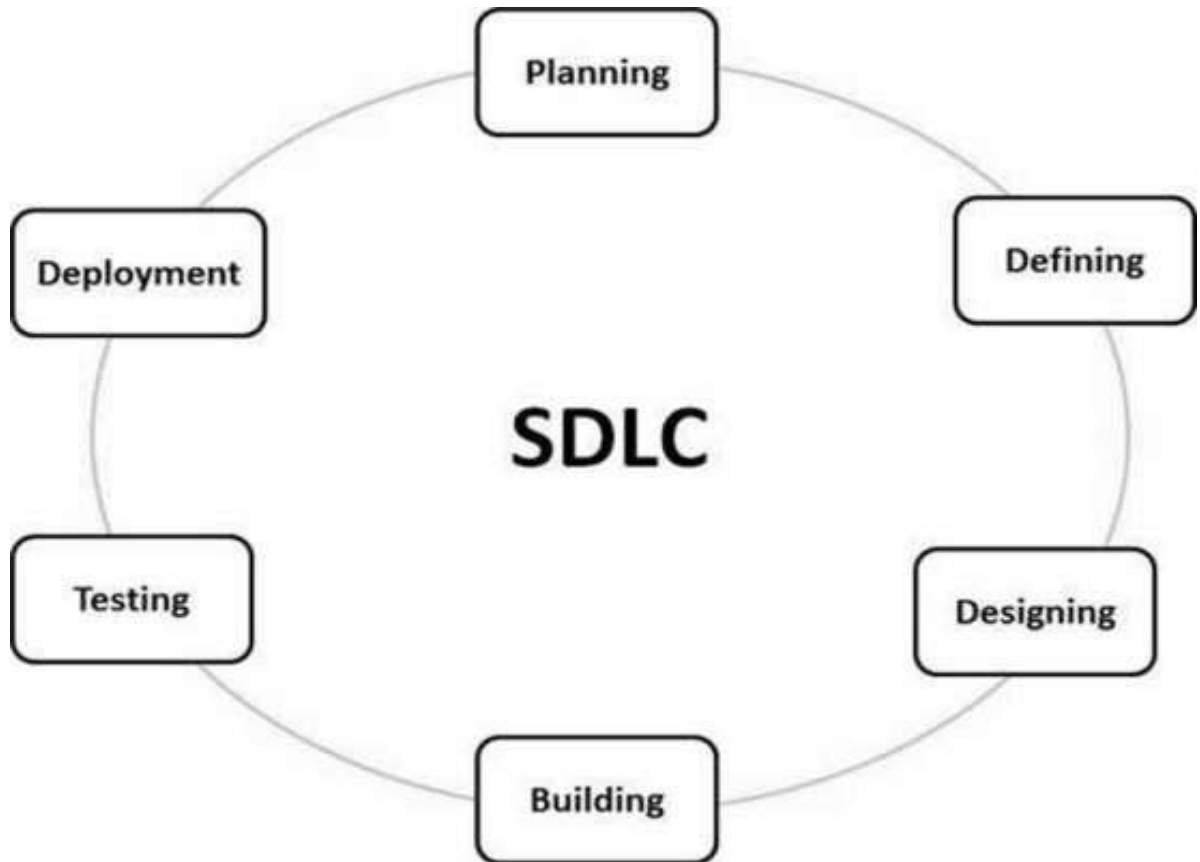 Planning
Defining
Designing
Building
Testing
Deployment
SDLC